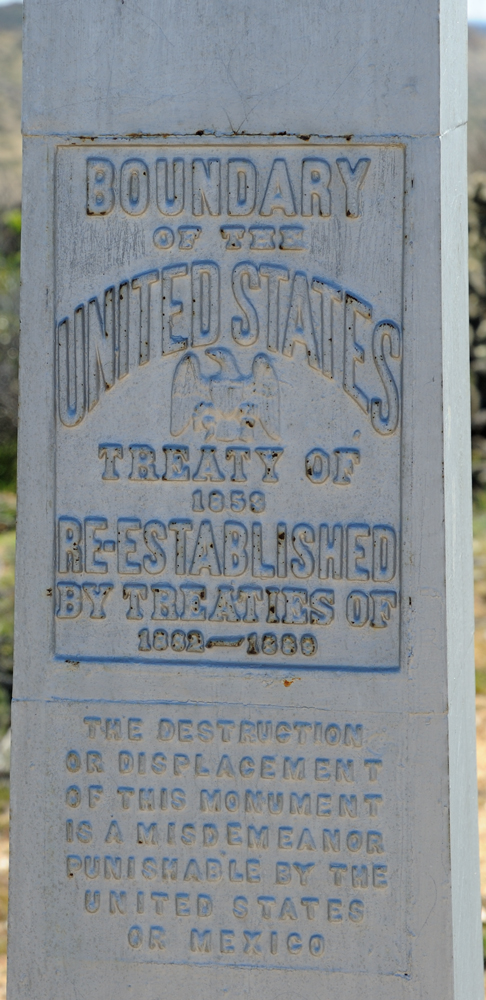 BOUNDARY
OF THE
UNITED STATES
TREATY OF
1853
RE-ESTABLISHED
BY TREATIES OF
1882—1889
THE DESTRUCTION
OR DISPLACEMENT
OF THIS MONUMENT
IS A MISDEMEANOR
PUNISHABLE BY THE
UNITED STATES
OR MEXICO